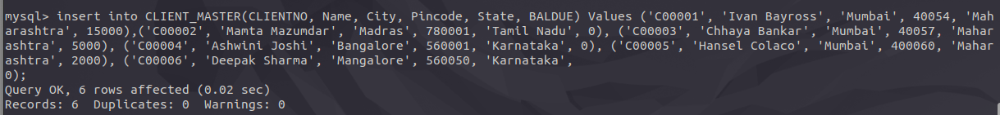 mysql> insert into CLIENT_MASTER(CLIENTNO, Name, City, Pincode, State, BALDUE) Values ('C00001', 'Ivan Bayross', 'Mumbai', 40054, 'Mah
arashtra', 15000),('C00002', 'Mamta Mazumdar', 'Madras', 780001, 'Tamil Nadu', 0), ('C00003', 'Chhaya Bankar', 'Mumbai', 40057, 'Mahar
ashtra', 5000), ('C00004', 'Ashwini Joshi', 'Bangalore', 560001, 'Karnataka', 0), ('C00005', 'Hansel Colaco', 'Mumbai', 400060, 'Mahar
ashtra', 2000), ('C00006', 'Deepak Sharma', 'Mangalore', 560050, 'Karnataka',
0);
Query OK, 6 rows affected (0.02 sec)
Records: 6  Duplicates: 0  Warnings: 0